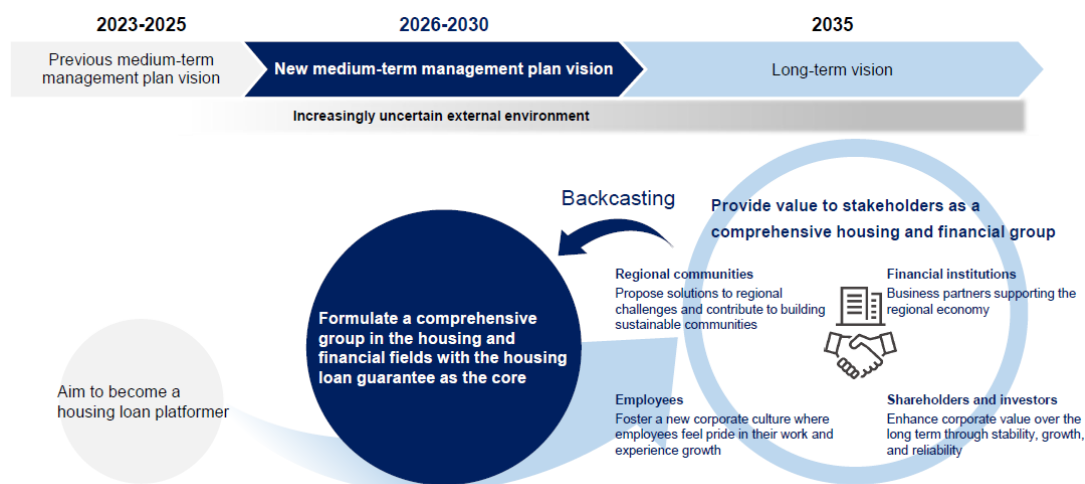 2023-2025
2026-2030
2035
Previous medium-term
management plan vision
New medium-term management plan vision
Long-term vision
Increasingly uncertain external environment
Backcasting
Provide value to stakeholders as a
comprehensive housing and financial group
Regional communities
Propose solutions to regional
challenges and contribute to building
sustainable communities
Financial institutions
Business partners supporting the
regional economy
Formulate a comprehensive
group in the housing and
financial fields with the housing
loan guarantee as the core
Aim to become a
housing loan platformer
Employees
Foster a new corporate culture where
employees feel pride in their work and
experience growth
Shareholders and investors
Enhance corporate value over the
long term through stability, growth,
and reliability